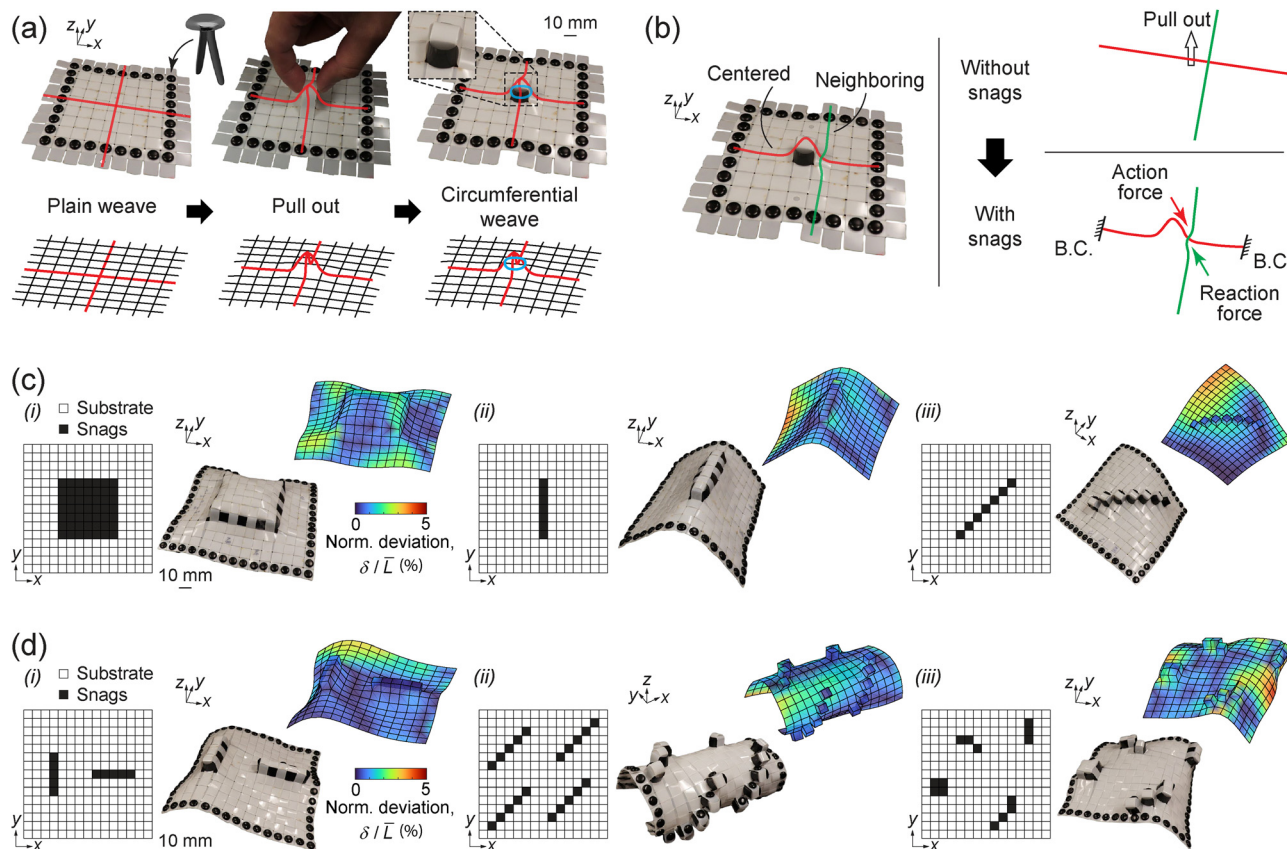 (a)
z y
x
10 mm
Plain weave
Pull out
Circumferential
weave
(b)
z y
x
Centered
Neighboring
Without
snags
With
snags
Pull out
Action
force
B.C.
B.C
Reaction
force
(c)
(i)
Substrate
Snags
y
x
z y
x
10 mm
0 5
Norm. deviation,
δ / L̅ (%)
(ii)
y
x
z y
x
(iii)
y
x
z y
x
(d)
(i)
Substrate
Snags
y
x
z y
x
10 mm
0 5
Norm. deviation,
δ / L̅ (%)
(ii)
y
x
z
y x
(iii)
y
x
z y
x